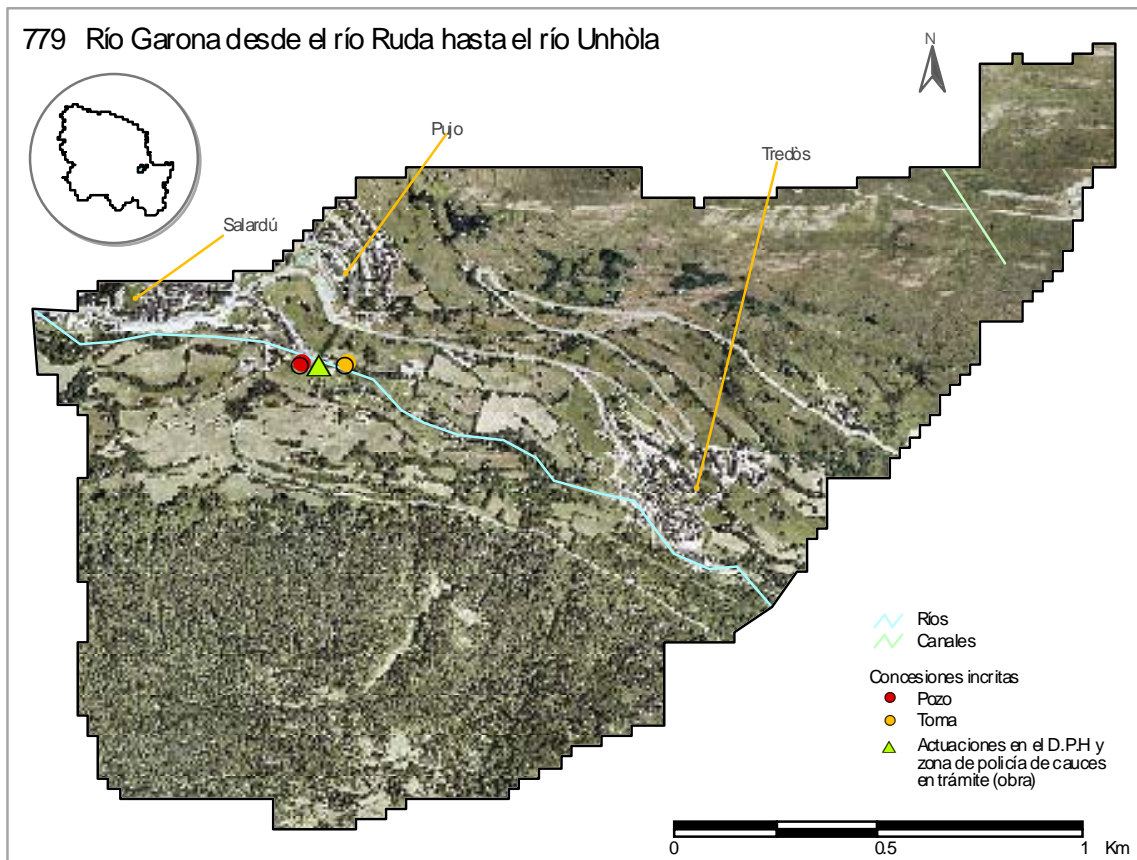 779 Río Garona desde el río Ruda hasta el río Unhòla
N
Pujo
Tredòs
Salardú
Ríos
Canales
Concesiones incritas
Pozo
Toma
Actuaciones en el D.P.H y
zona de policía de cauces
en trámite (obra)
0 0.5 1 Km